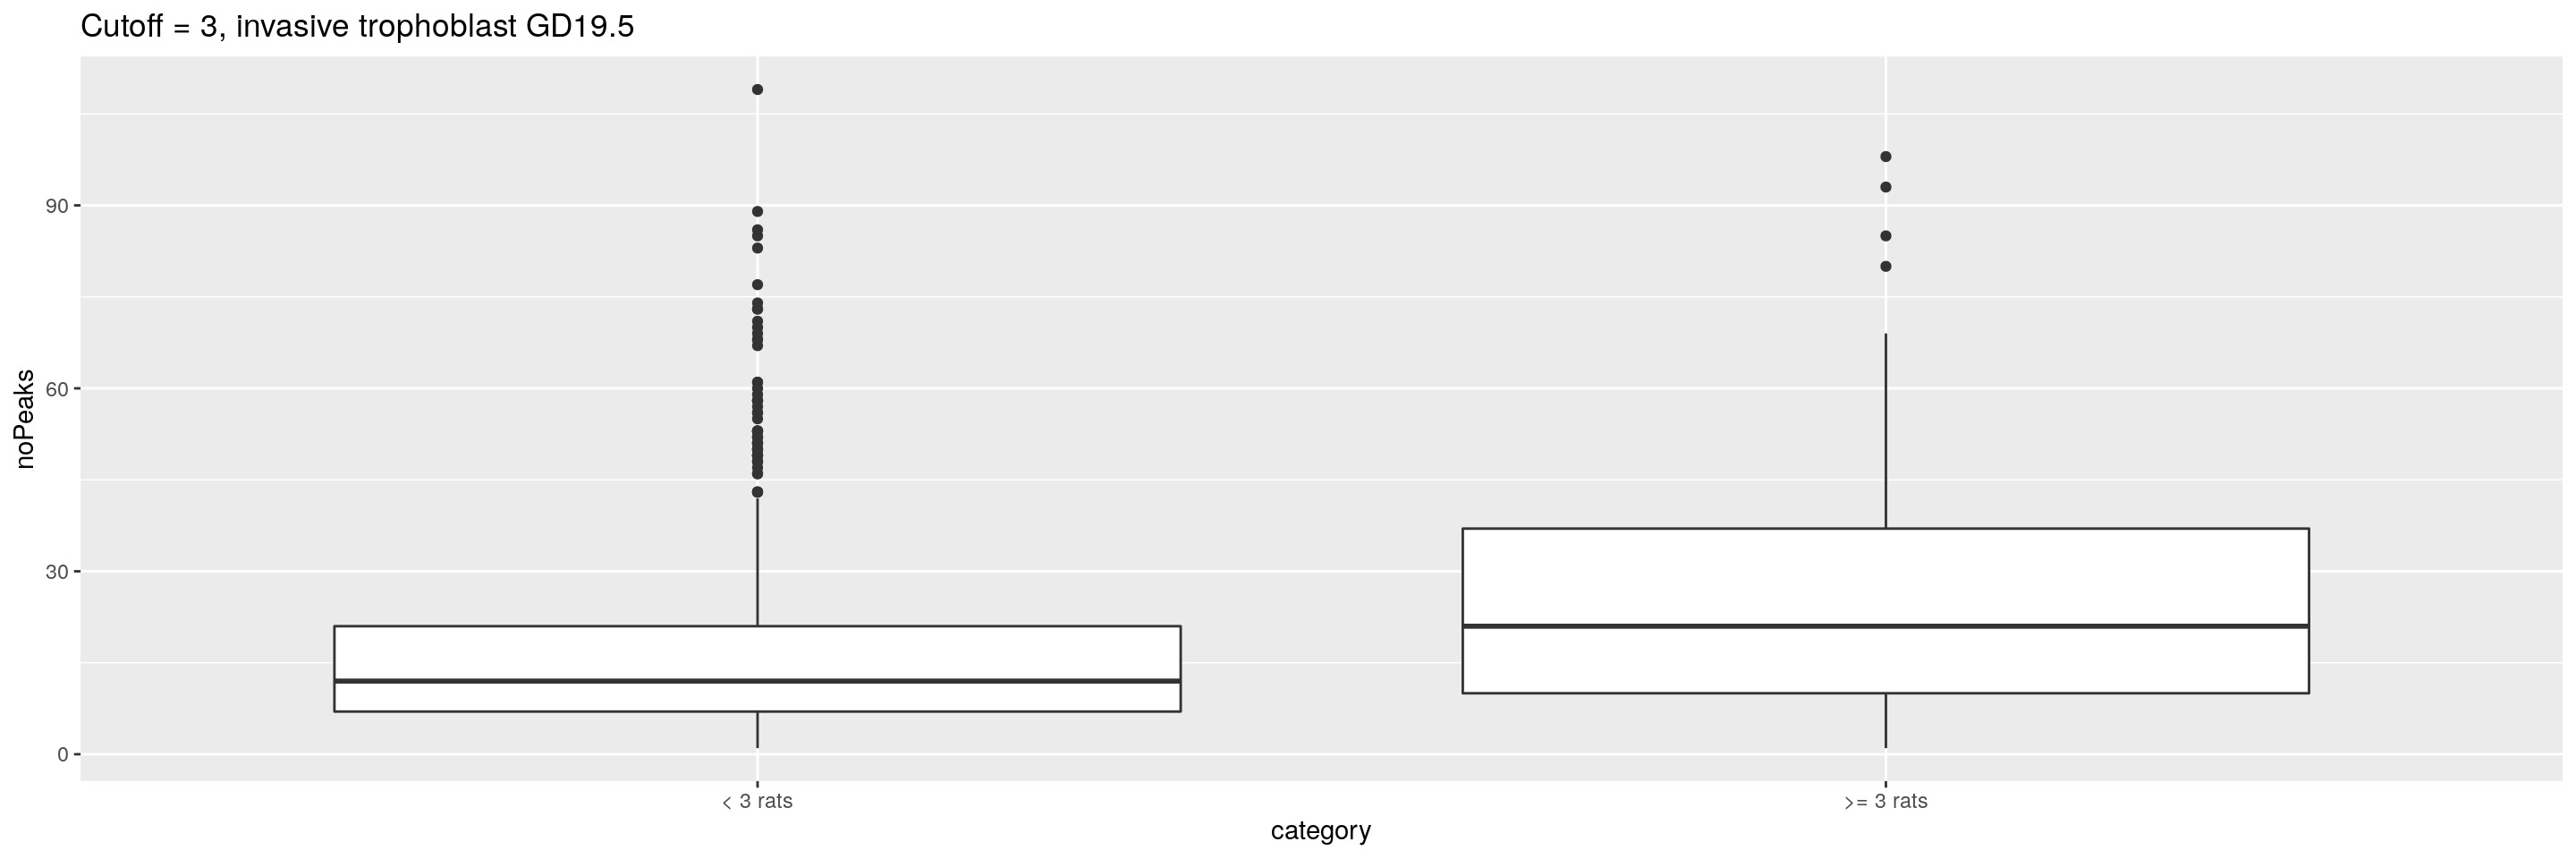 Cutoff = 3, invasive trophoblast GD19.5
noPeaks
90
60
30
0
< 3 rats
>= 3 rats
category